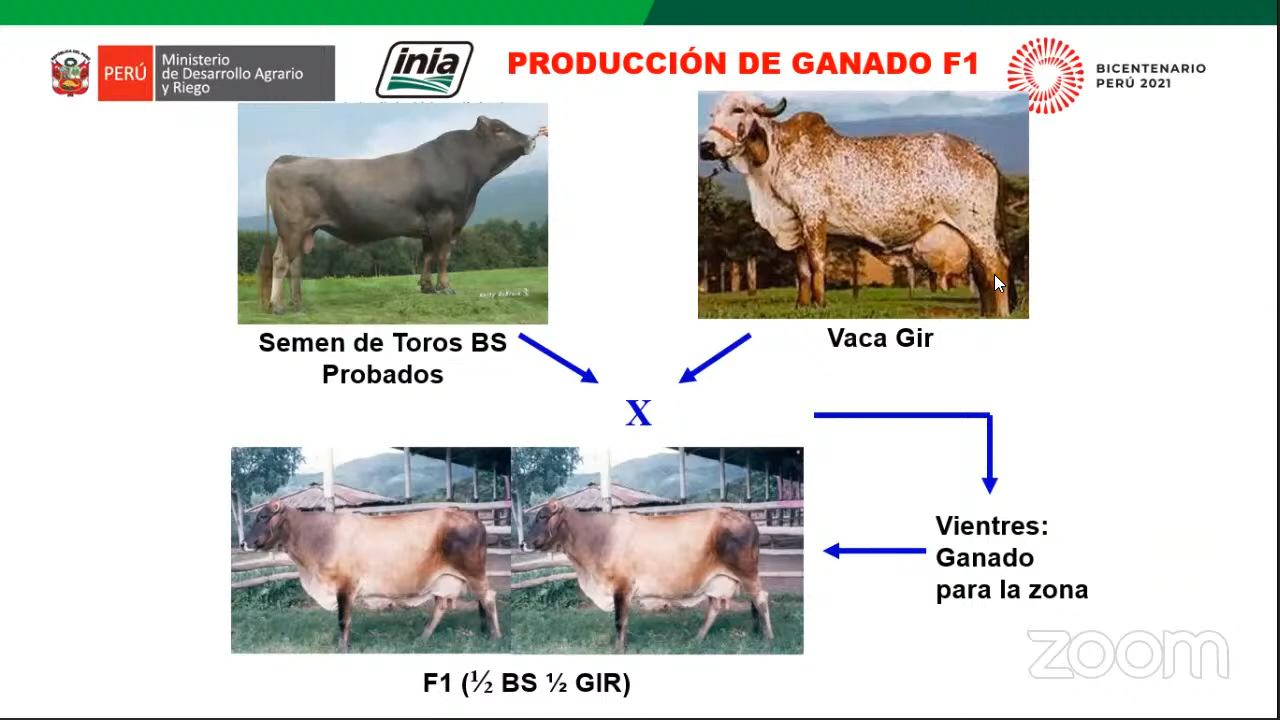 PERÚ
Ministerio
de Desarrollo Agrario
y Riego
inia
PRODUCCIÓN DE GANADO F1
BICENTENARIO
PERÚ 2021
Semen de Toros BS
Probados
Vaca Gir
X
Vientres:
Ganado
para la zona
F1 (½ BS ½ GIR)
zoom